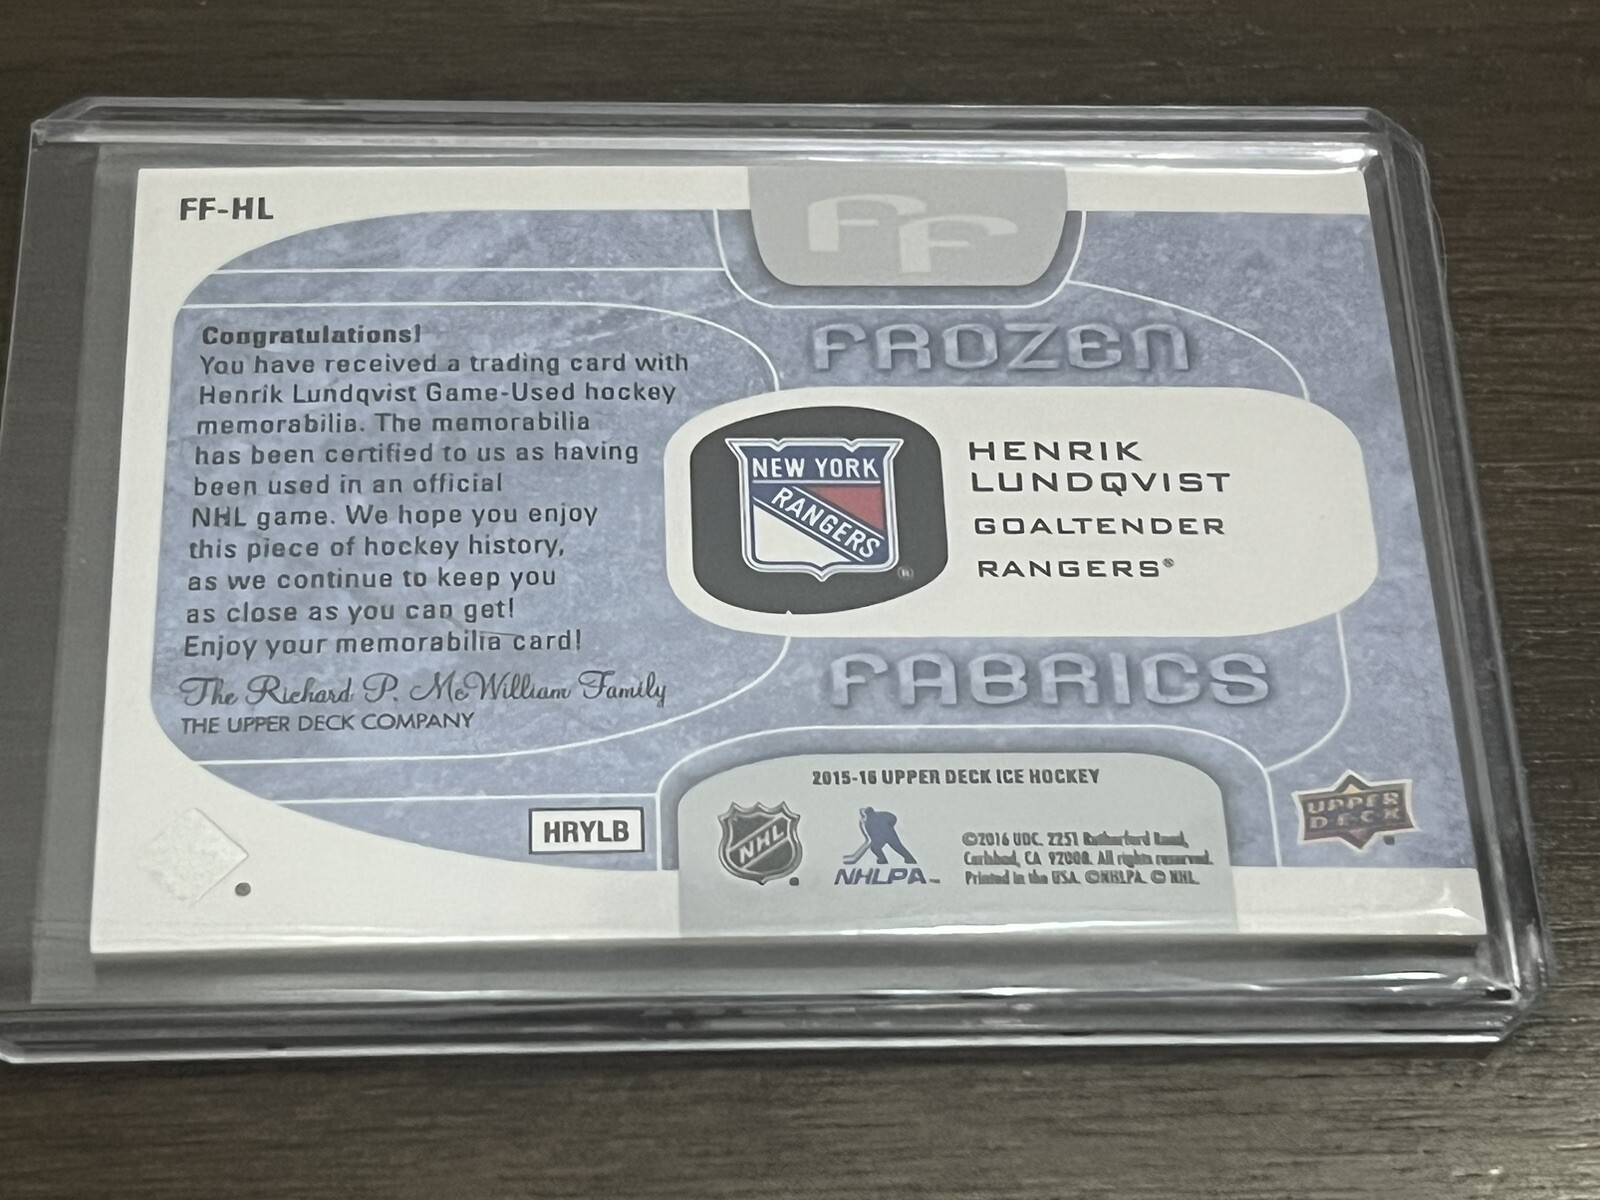 FF-HL
FF
Congratulations!
You have received a trading card with
Henrik Lundqvist Game-Used hockey
memorabilia. The memorabilia
has been certified to us as having
been used in an official
NHL game. We hope you enjoy
this piece of hockey history,
as we continue to keep you
as close as you can get!
Enjoy your memorabilia card!
The Richard P. McWilliam Family
THE UPPER DECK COMPANY
FROZEN
NEW YORK
RANGERS
®
HENRIK
LUNDQVIST
GOALTENDER
RANGERS®
FABRICS
HRYLB
2015-16 UPPER DECK ICE HOCKEY
NHL
NHLPA™
©2016 UDC. 2251 Rutherford Road,
Carlsbad, CA 92008. All rights reserved.
Printed in the USA. ©NHLPA. © NHL.
UPPER
DECK